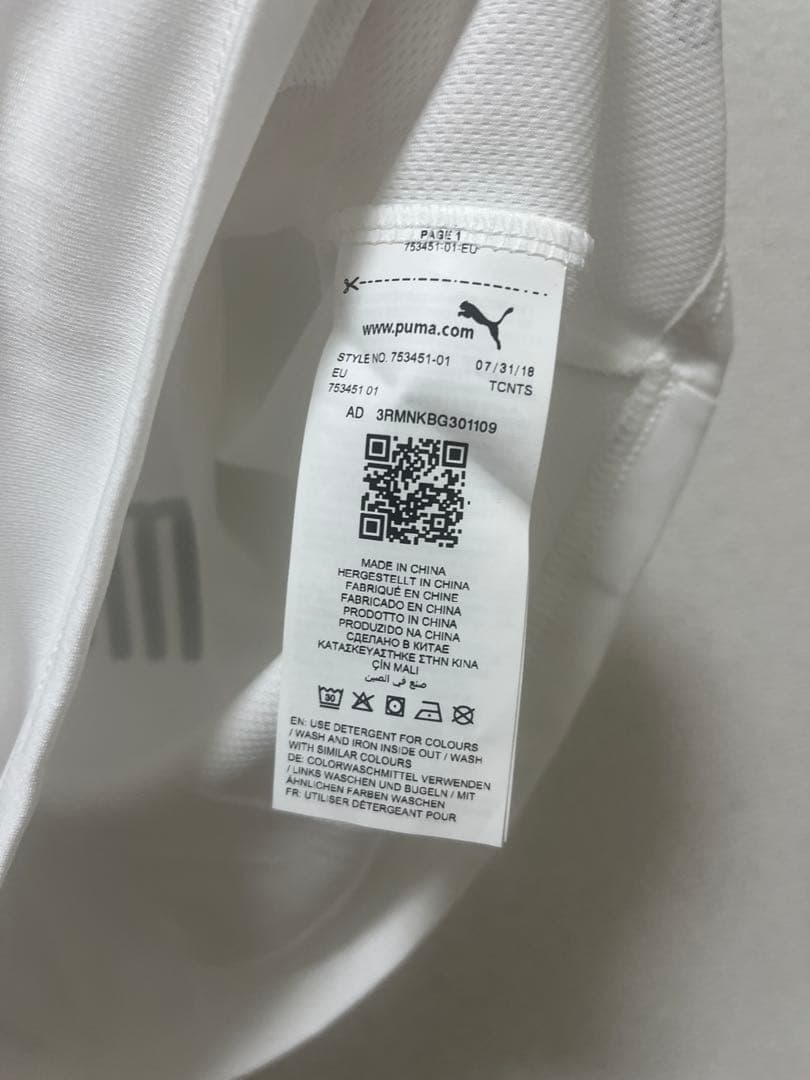 PAGE 1
753451-01-EU
www.puma.com
STYLE NO. 753451-01 07/31/18
EU TCNTS
753451 01
AD 3RMNKBG301109
MADE IN CHINA
HERGESTELLT IN CHINA
FABRIQUÉ EN CHINE
FABRICADO EN CHINA
PRODOTTO IN CHINA
PRODUZIDO NA CHINA
СДЕЛАНО В КИТАЕ
ΚΑΤΑΣΚΕΥΑΣΤΗΚΕ ΣΤΗΝ ΚΙΝΑ
ÇİN MALI
صنع في الصين
30
EN: USE DETERGENT FOR COLOURS
/ WASH AND IRON INSIDE OUT / WASH
WITH SIMILAR COLOURS
DE: COLORWASCHMITTEL VERWENDEN
/ LINKS WASCHEN UND BUGELN / MIT
ÄHNLICHEN FARBEN WASCHEN
FR: UTILISER DÉTERGEANT POUR